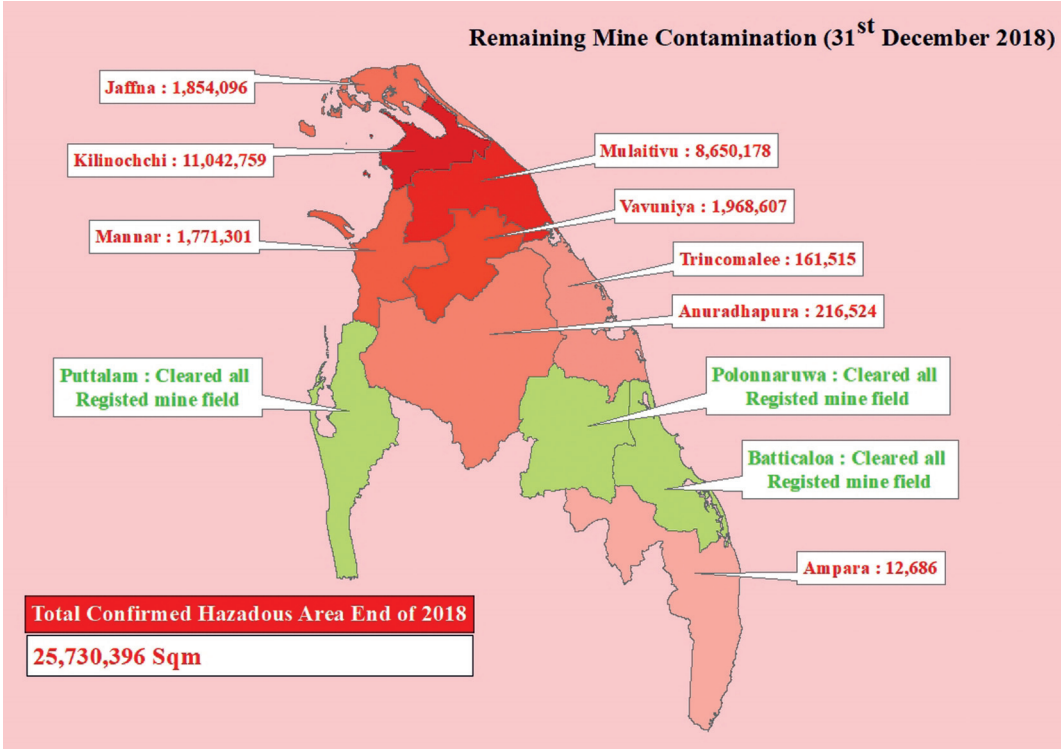 Remaining Mine Contamination (31st December 2018)
Jaffna : 1,854,096
Kilinochchi : 11,042,759
Mulaitivu : 8,650,178
Vavuniya : 1,968,607
Mannar : 1,771,301
Trincomalee : 161,515
Anuradhapura : 216,524
Puttalam : Cleared all
Registed mine field
Polonnaruwa : Cleared all
Registed mine field
Batticaloa : Cleared all
Registed mine field
Ampara : 12,686
Total Confirmed Hazadous Area End of 2018
25,730,396 Sqm